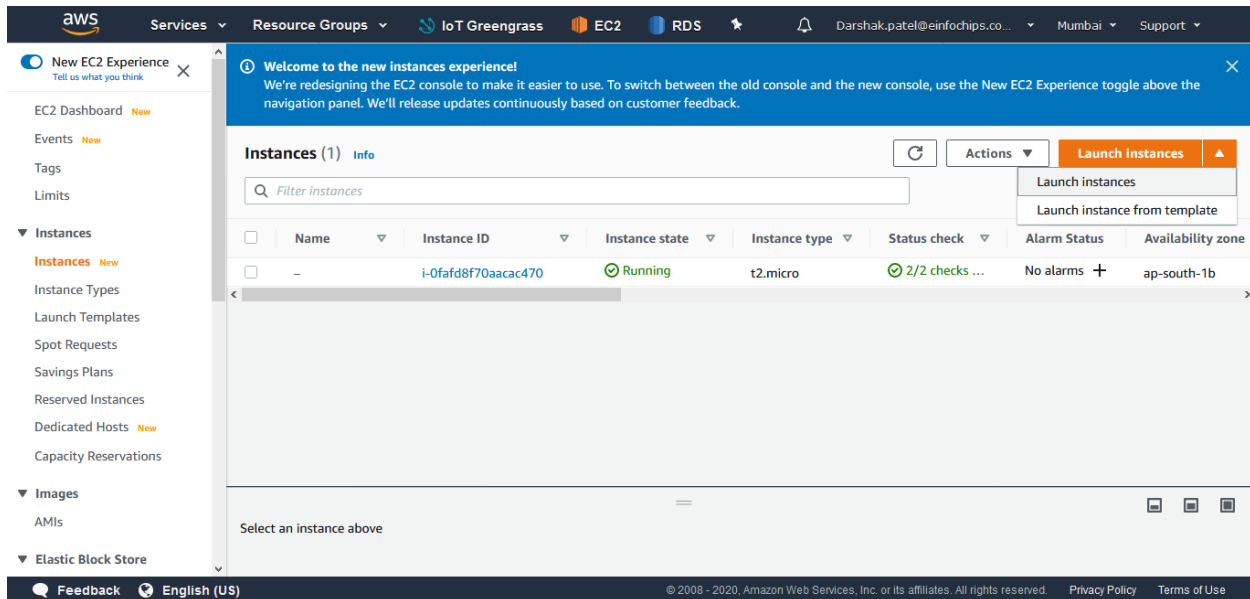 aws Services Resource Groups IoT Greengrass EC2 RDS Darshak.patel@einfochips.co... Mumbai Support
New EC2 Experience
Tell us what you think
EC2 Dashboard New
Events New
Tags
Limits
Instances
Instances New
Instance Types
Launch Templates
Spot Requests
Savings Plans
Reserved Instances
Dedicated Hosts New
Capacity Reservations
Images
AMIs
Elastic Block Store
Welcome to the new instances experience!
We're redesigning the EC2 console to make it easier to use. To switch between the old console and the new console, use the New EC2 Experience toggle above the
navigation panel. We'll release updates continuously based on customer feedback.
Instances (1) Info
Actions
Launch instances
Filter instances
Launch instances
Launch instance from template
Name Instance ID Instance state Instance type Status check Alarm Status Availability zone
– i-0fafd8f70aacac470 Running t2.micro 2/2 checks ... No alarms + ap-south-1b
Select an instance above
Feedback English (US) © 2008 - 2020, Amazon Web Services, Inc. or its affiliates. All rights reserved. Privacy Policy Terms of Use